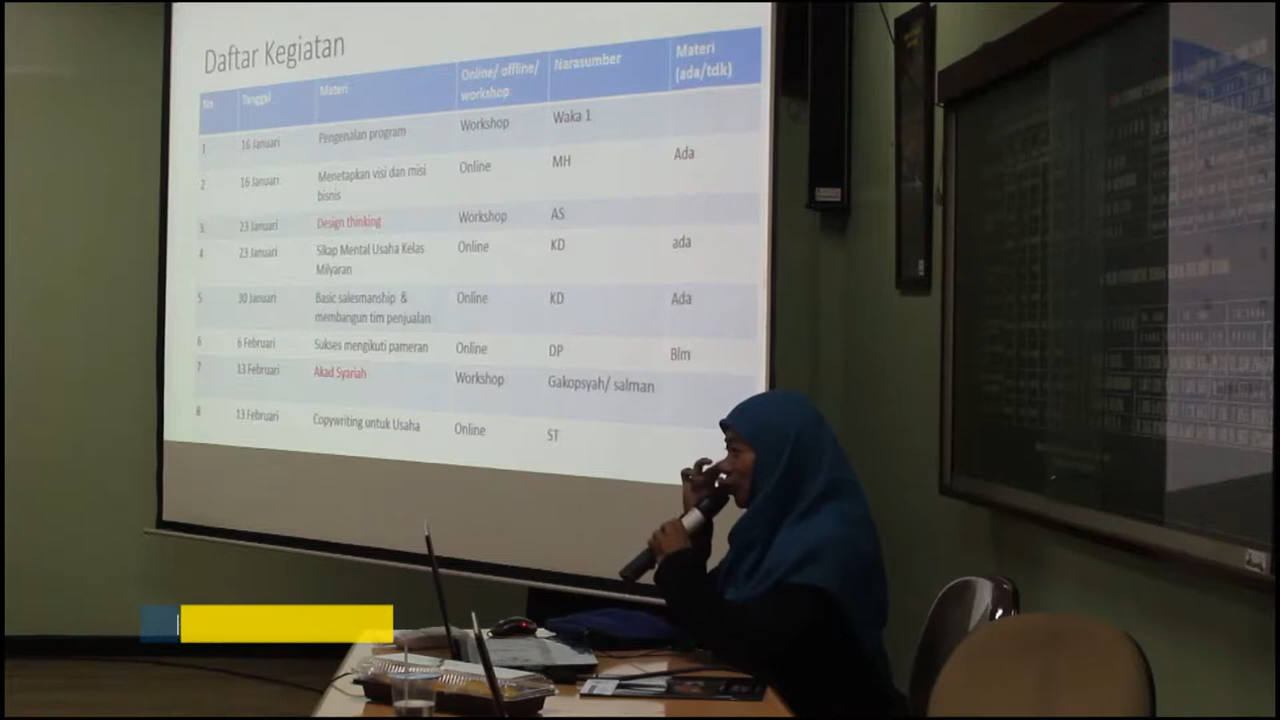 Daftar Kegiatan
No Tanggal Materi Online/ offline/ workshop Narasumber Materi (ada/tdk)
1 16 Januari Pengenalan program Workshop Waka 1
2 16 Januari Menetapkan visi dan misi bisnis Online MH Ada
3 23 Januari Design thinking Workshop AS
4 23 Januari Sikap Mental Usaha Kelas Milyaran Online KD ada
5 30 Januari Basic salesmanship & membangun tim penjualan Online KD Ada
6 6 Februari Sukses mengikuti pameran Online DP Blm
7 13 Februari Akad Syariah Workshop Gakopsyah/ salman
8 13 Februari Copywriting untuk Usaha Online ST